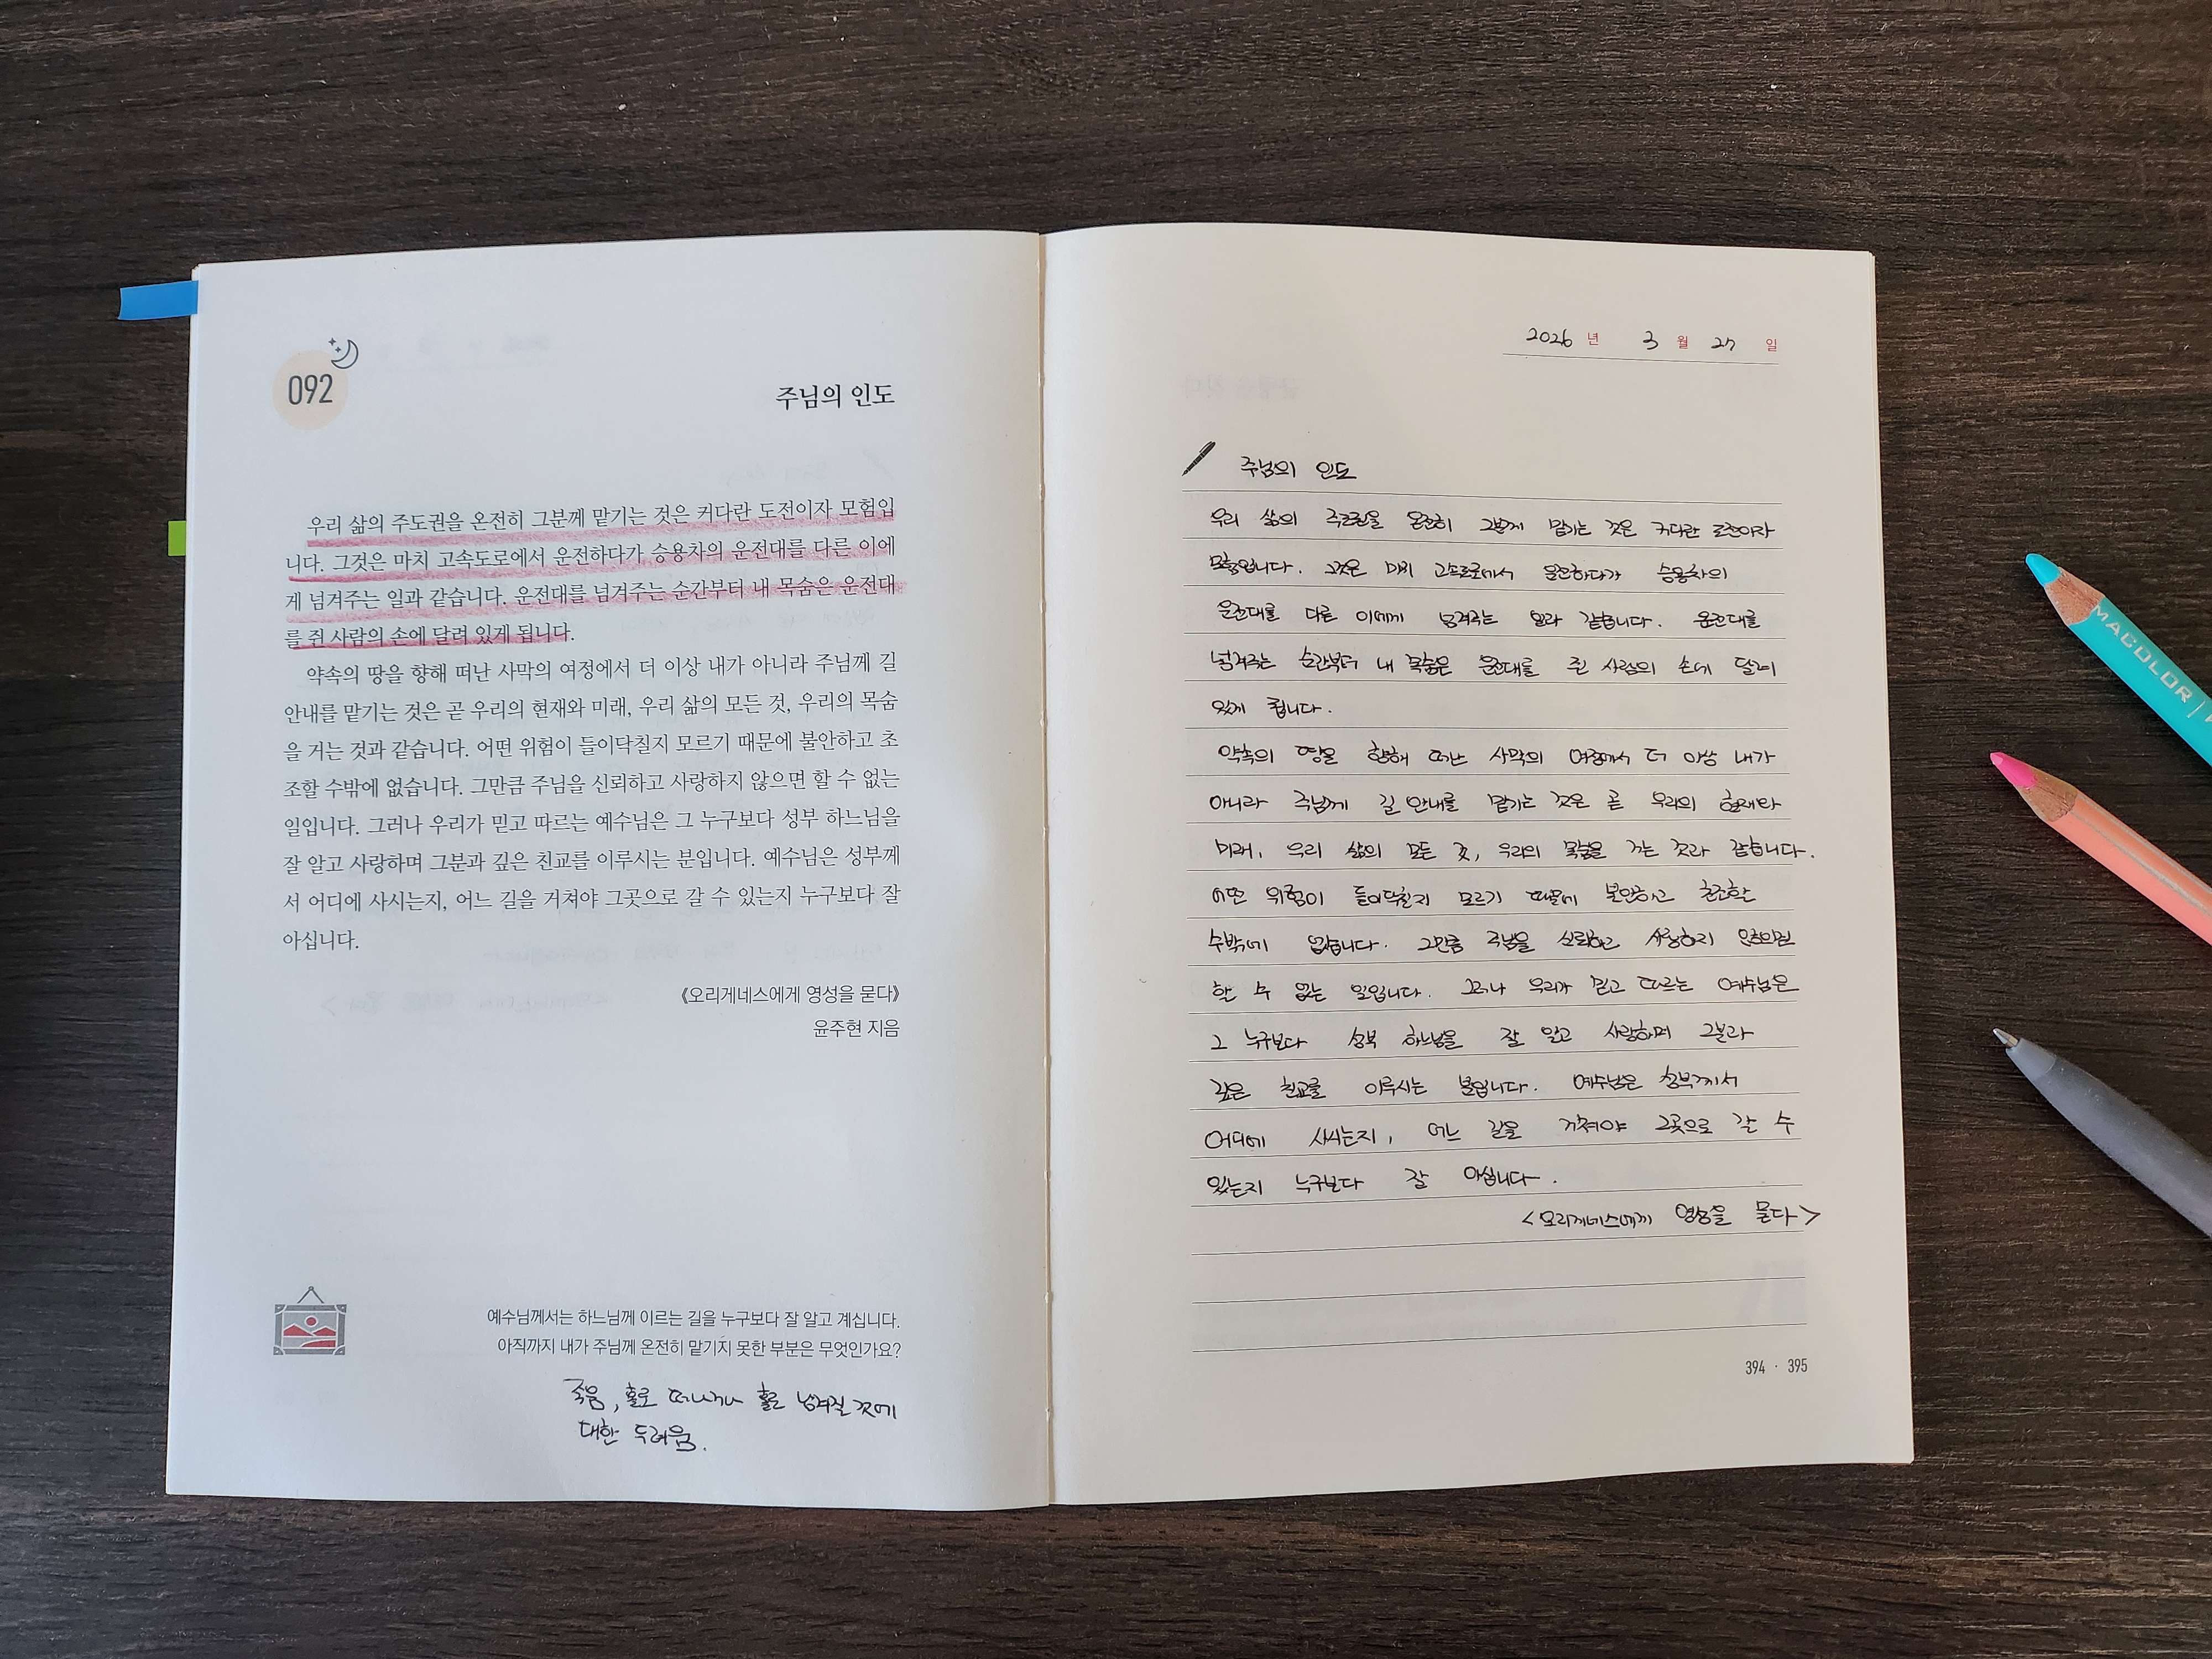 092
주님의 인도
우리 삶의 주도권을 온전히 그분께 맡기는 것은 커다란 도전이자 모험입
니다. 그것은 마치 고속도로에서 운전하다가 승용차의 운전대를 다른 이에
게 넘겨주는 일과 같습니다. 운전대를 넘겨주는 순간부터 내 목숨은 운전대
를 쥔 사람의 손에 달려 있게 됩니다.
약속의 땅을 향해 떠난 사막의 여정에서 더 이상 내가 아니라 주님께 길
안내를 맡기는 것은 곧 우리의 현재와 미래, 우리 삶의 모든 것, 우리의 목숨
을 거는 것과 같습니다. 어떤 위험이 들이닥칠지 모르기 때문에 불안하고 초
조할 수밖에 없습니다. 그만큼 주님을 신뢰하고 사랑하지 않으면 할 수 없는
일입니다. 그러나 우리가 믿고 따르는 예수님은 그 누구보다 성부 하느님을
잘 알고 사랑하며 그분과 깊은 친교를 이루시는 분입니다. 예수님은 성부께
서 어디에 사시는지, 어느 길을 거쳐야 그곳으로 갈 수 있는지 누구보다 잘
아십니다.
《오리게네스에게 영성을 묻다》
윤주현 지음
예수님께서는 하느님께 이르는 길을 누구보다 잘 알고 계십니다.
아직까지 내가 주님께 온전히 맡기지 못한 부분은 무엇인가요?
죽음, 홀로 떠나거나 홀로 남겨질 것에
대한 두려움.
2026 년 3 월 27 일
주님의 인도
우리 삶의 주도권을 온전히 그분께 맡기는 것은 커다란 도전이자
모험입니다. 그것은 마치 고속도로에서 운전하다가 승용차의
운전대를 다른 이에게 넘겨주는 일과 같습니다. 운전대를
넘겨주는 순간부터 내 목숨은 운전대를 쥔 사람의 손에 달려
있게 됩니다.
약속의 땅을 향해 떠난 사막의 여정에서 더 이상 내가
아니라 주님께 길 안내를 맡기는 것은 곧 우리의 현재와
미래, 우리 삶의 모든 것, 우리의 목숨을 거는 것과 같습니다.
어떤 위험이 들이닥칠지 모르기 때문에 불안하고 초조할
수밖에 없습니다. 그만큼 주님을 신뢰하고 사랑하지 않으면
할 수 없는 일입니다. 그러나 우리가 믿고 따르는 예수님은
그 누구보다 성부 하느님을 잘 알고 사랑하며 그분과
깊은 친교를 이루시는 분입니다. 예수님은 성부께서
어디에 사시는지, 어느 길을 거쳐야 그곳으로 갈 수
있는지 누구보다 잘 아십니다.
<오리게네스에게 영성을 묻다>
394 · 395
MACOLOR